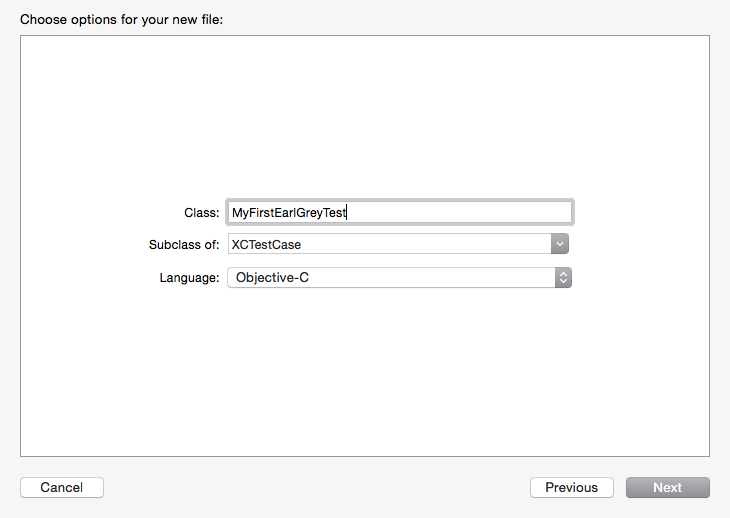 Choose options for your new file:
Class: MyFirstEarlGreyTest
Subclass of: XCTestCase
Language: Objective-C
Cancel Previous Next